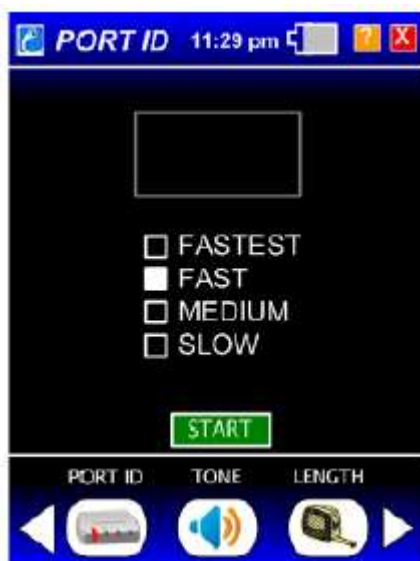 PORT ID 11:29 pm ? X
FASTEST
FAST
MEDIUM
SLOW
START
PORT ID TONE LENGTH